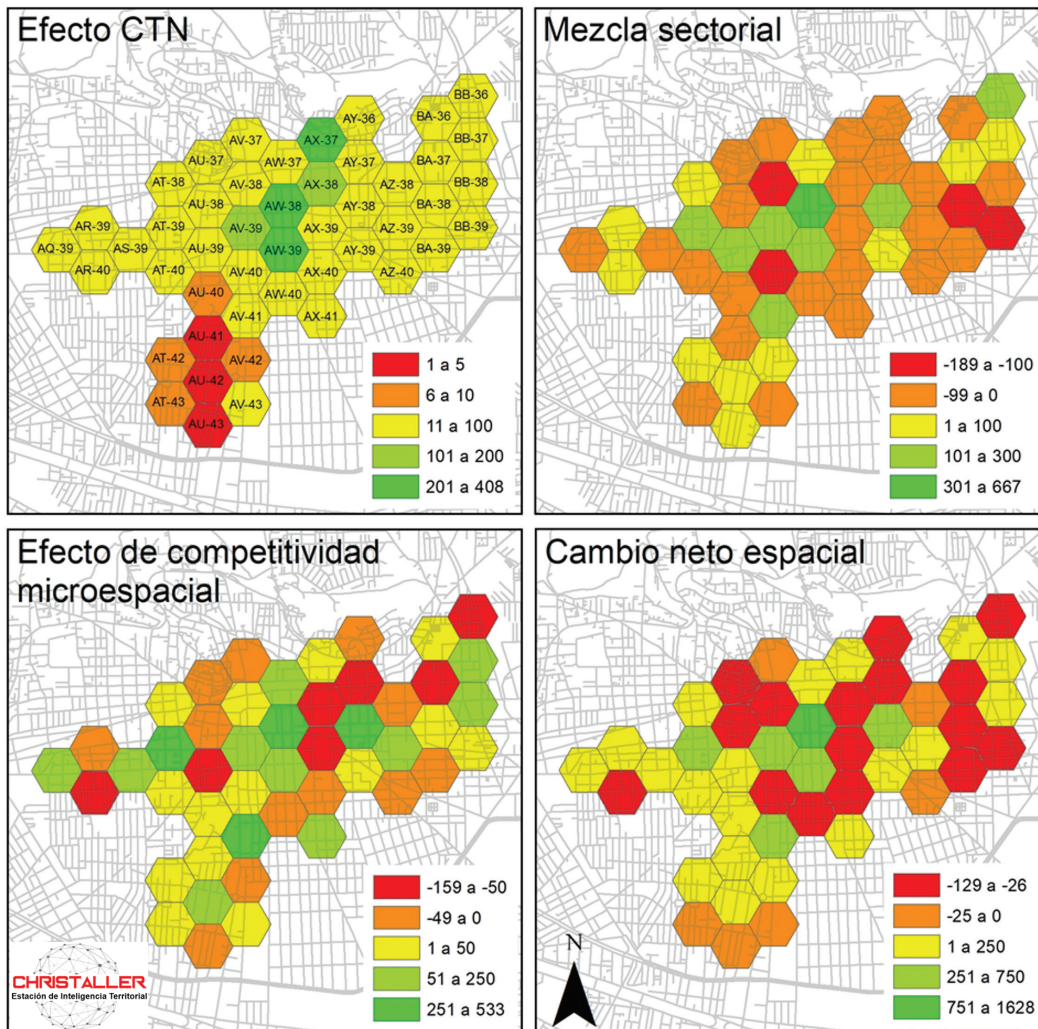 Efecto CTN
BB-36
BA-36
AY-36
AX-37
AV-37
BB-37
AW-37
AU-37
AY-37
BA-37
AT-38
AV-38
AX-38
AZ-38
BB-38
AU-38
AW-38
AY-38
BA-38
AR-39
AT-39
AV-39
AX-39
AZ-39
BB-39
AQ-39
AS-39
AU-39
AW-39
AY-39
BA-39
AR-40
AT-40
AV-40
AX-40
AZ-40
AU-40
AW-40
AV-41
AX-41
AU-41
AT-42
AV-42
AU-42
AT-43
AV-43
AU-43
1 a 5
6 a 10
11 a 100
101 a 200
201 a 408
Mezcla sectorial
-189 a -100
-99 a 0
1 a 100
101 a 300
301 a 667
Efecto de competitividad
microespacial
-159 a -50
-49 a 0
1 a 50
51 a 250
251 a 533
CHRISTALLER
Estación de Inteligencia Territorial
Cambio neto espacial
-129 a -26
-25 a 0
1 a 250
251 a 750
751 a 1628
N